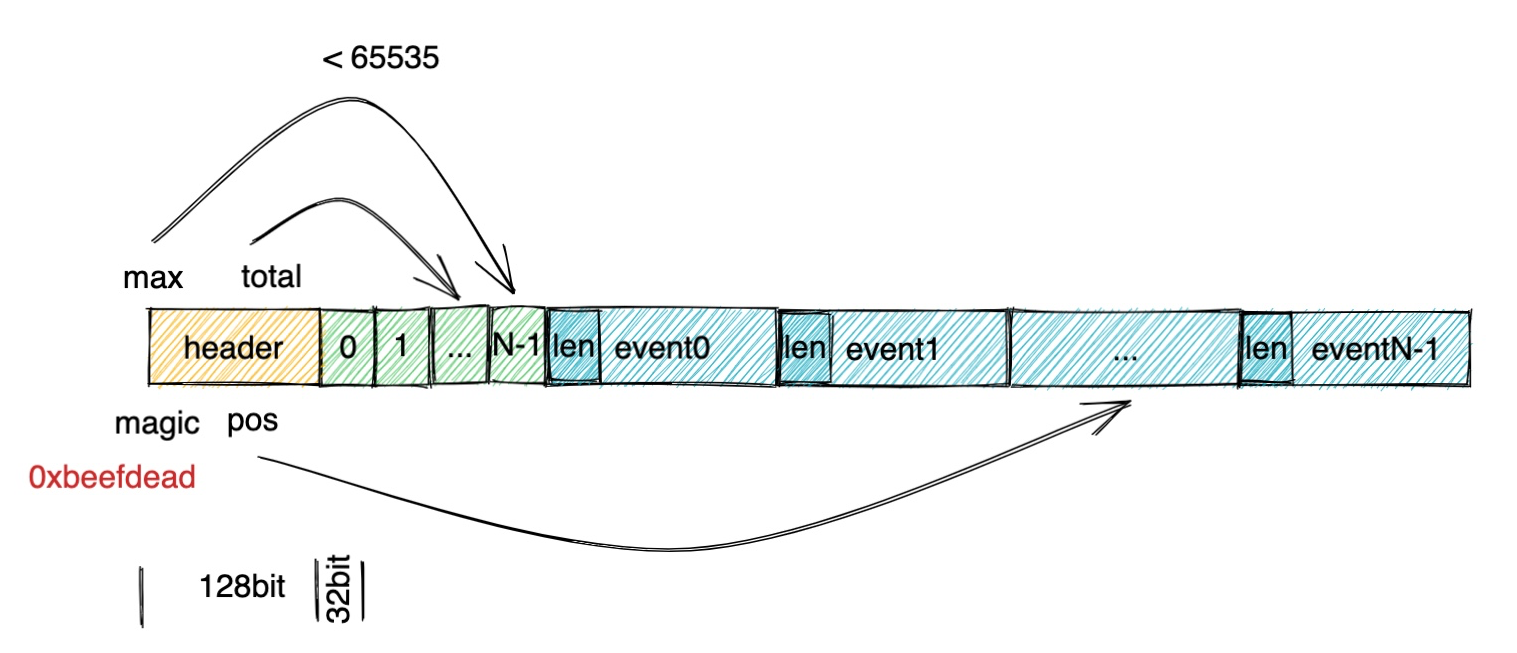 < 65535
max total
header 0 1 ... N-1 len event0 len event1 ... len eventN-1
magic pos
0xbeefdead
128bit 32bit